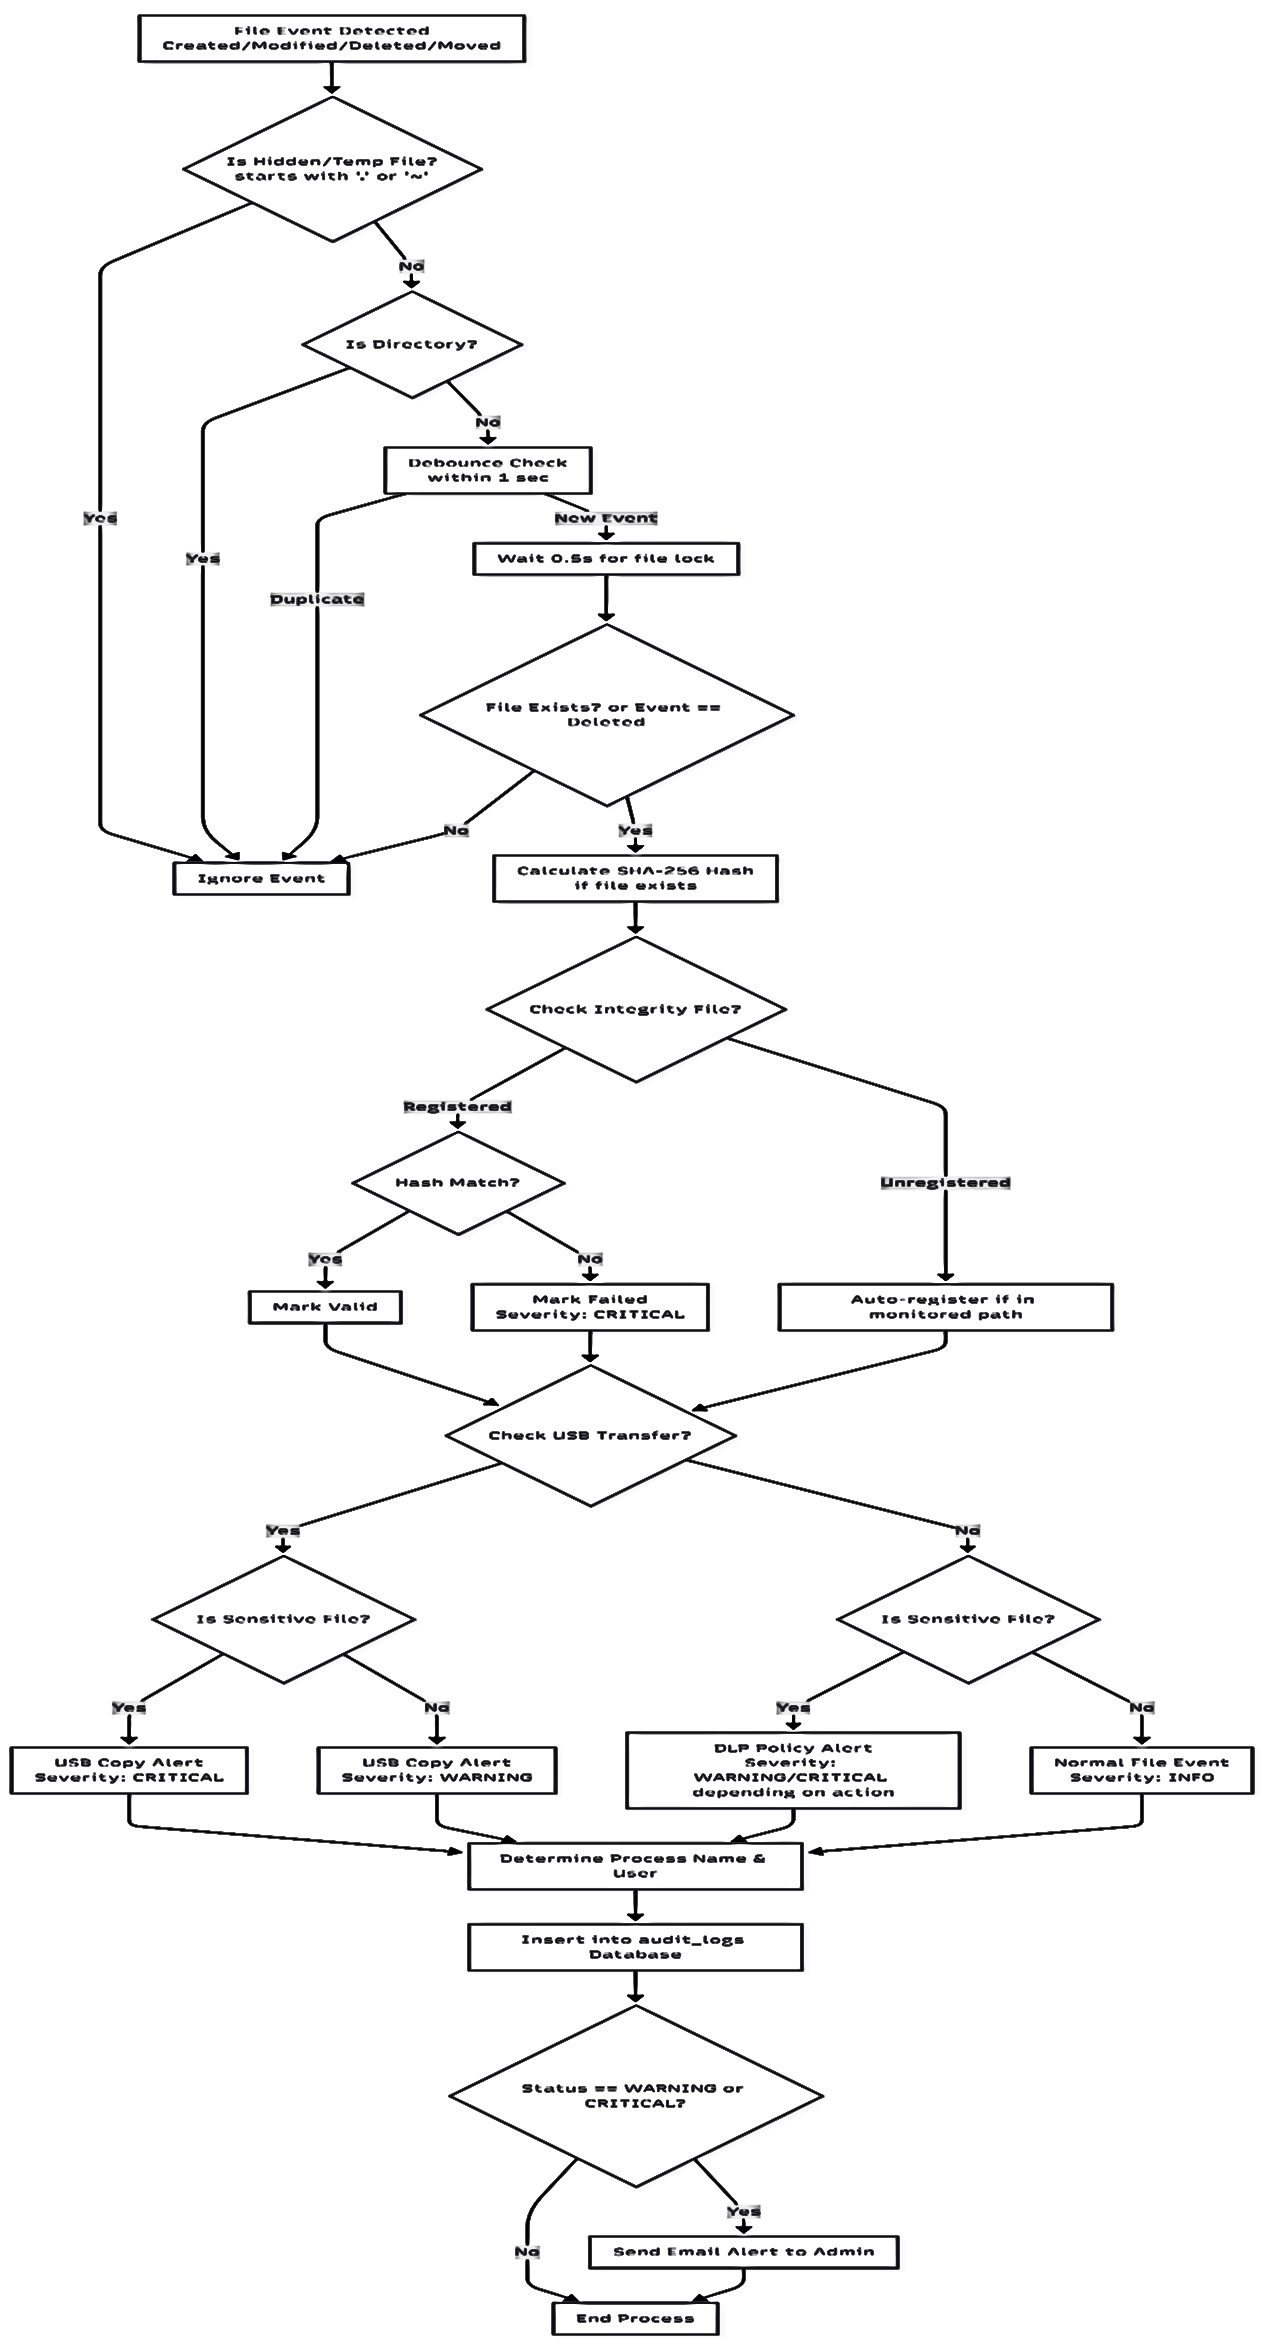 File Event Detected
Created/Modified/Deleted/Moved
Is Hidden/Temp File?
starts with '.' or '~'
No
Is Directory?
No
Debounce Check
within 1 sec
Yes
New Event
Yes
Wait 0.5s for file lock
Duplicate
File Exists? or Event ==
Deleted
No
Yes
Ignore Event
Calculate SHA-256 Hash
if file exists
Check Integrity File?
Registered
Hash Match?
Unregistered
Yes
No
Mark Valid
Mark Failed
Severity: CRITICAL
Auto-register if in
monitored path
Check USB Transfer?
Yes
No
Is Sensitive File?
Is Sensitive File?
Yes
No
Yes
No
USB Copy Alert
Severity: CRITICAL
USB Copy Alert
Severity: WARNING
DLP Policy Alert
Severity:
WARNING/CRITICAL
depending on action
Normal File Event
Severity: INFO
Determine Process Name &
User
Insert into audit_logs
Database
Status == WARNING or
CRITICAL?
Yes
No
Send Email Alert to Admin
End Process